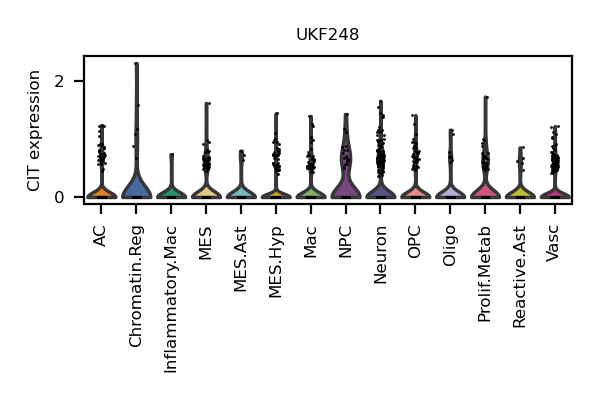 UKF248
CIT expression
2
0
AC
Chromatin.Reg
Inflammatory.Mac
MES
MES.Ast
MES.Hyp
Mac
NPC
Neuron
OPC
Oligo
Prolif.Metab
Reactive.Ast
Vasc